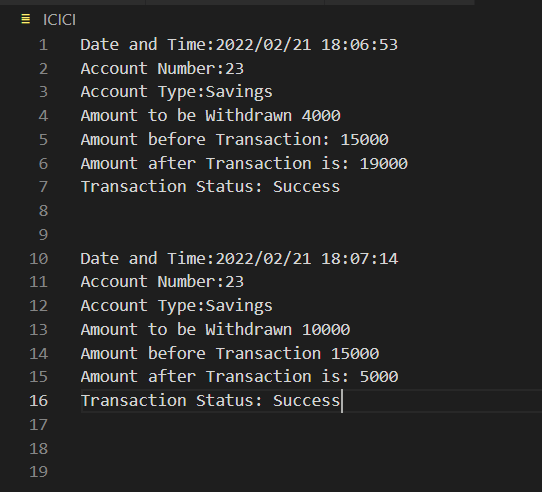 ICICI
1 Date and Time:2022/02/21 18:06:53
2 Account Number:23
3 Account Type:Savings
4 Amount to be Withdrawn 4000
5 Amount before Transaction: 15000
6 Amount after Transaction is: 19000
7 Transaction Status: Success
8
9
10 Date and Time:2022/02/21 18:07:14
11 Account Number:23
12 Account Type:Savings
13 Amount to be Withdrawn 10000
14 Amount before Transaction 15000
15 Amount after Transaction is: 5000
16 Transaction Status: Success
17
18
19